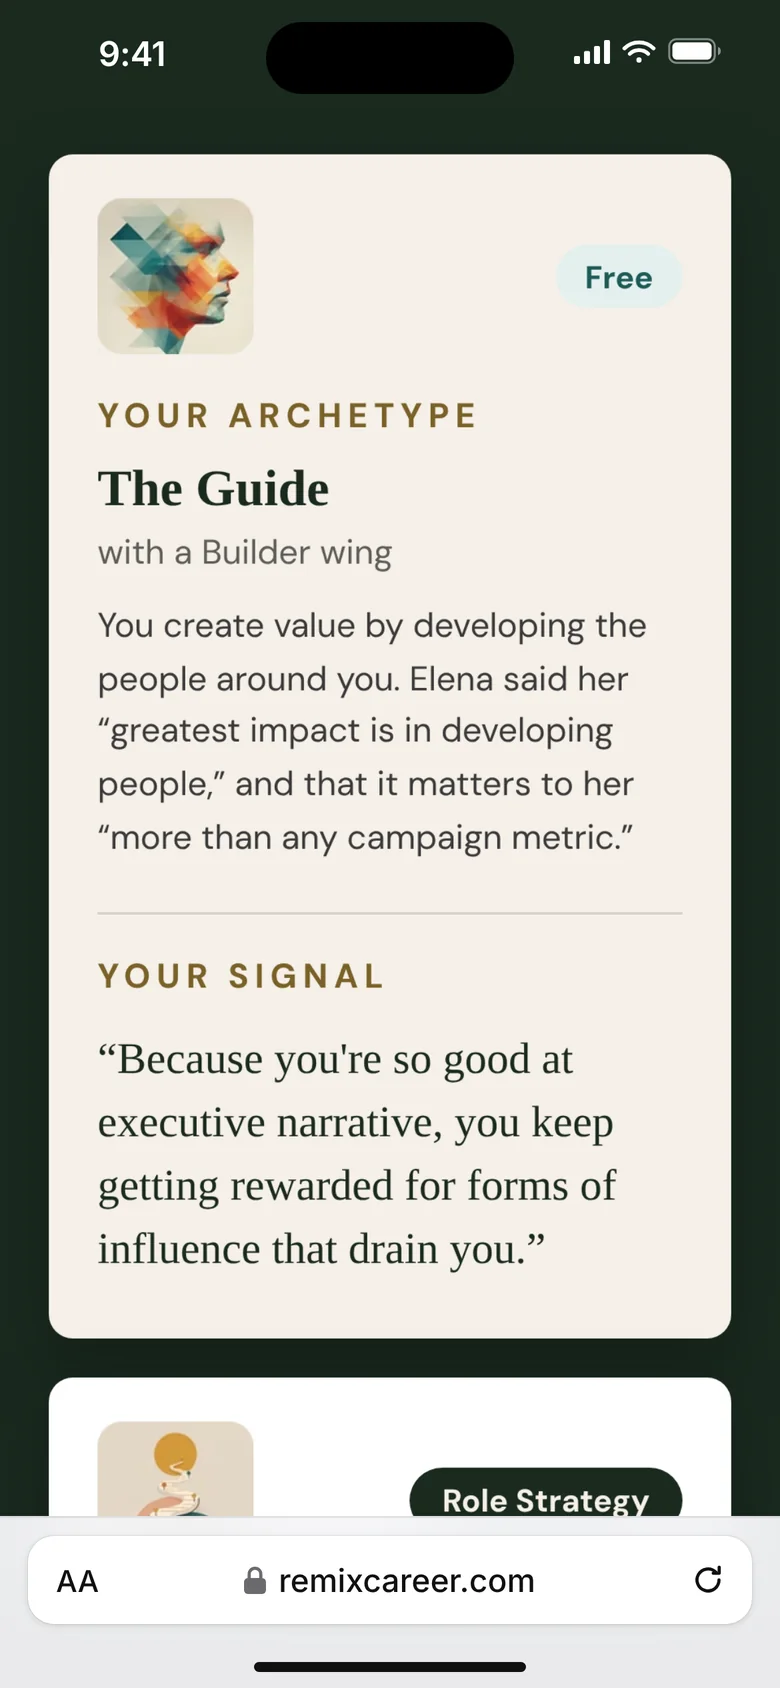 9:41
Free
YOUR ARCHETYPE
The Guide
with a Builder wing
You create value by developing the
people around you. Elena said her
“greatest impact is in developing
people,” and that it matters to her
“more than any campaign metric.”
YOUR SIGNAL
“Because you're so good at
executive narrative, you keep
getting rewarded for forms of
influence that drain you.”
Role Strategy
AA
remixcareer.com